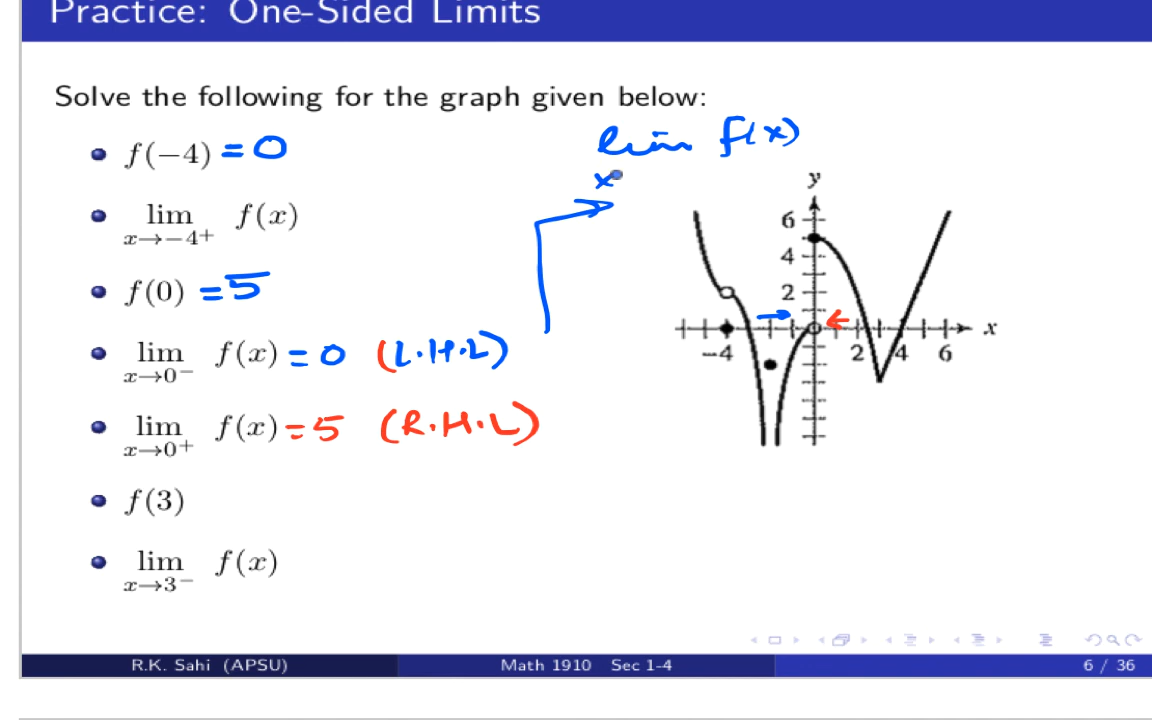 Practice: One-Sided Limits
Solve the following for the graph given below:
f(−4) = 0
lim f(x)
x→−4⁺
f(0) = 5
lim f(x) = 0 (L.H.L)
x→0⁻
lim f(x) = 5 (R.H.L)
x→0⁺
f(3)
lim f(x)
x→3⁻
lim f(x)
x
y
6
4
2
−4 2 4 6 x
R.K. Sahi (APSU) Math 1910 Sec 1-4 6 / 36